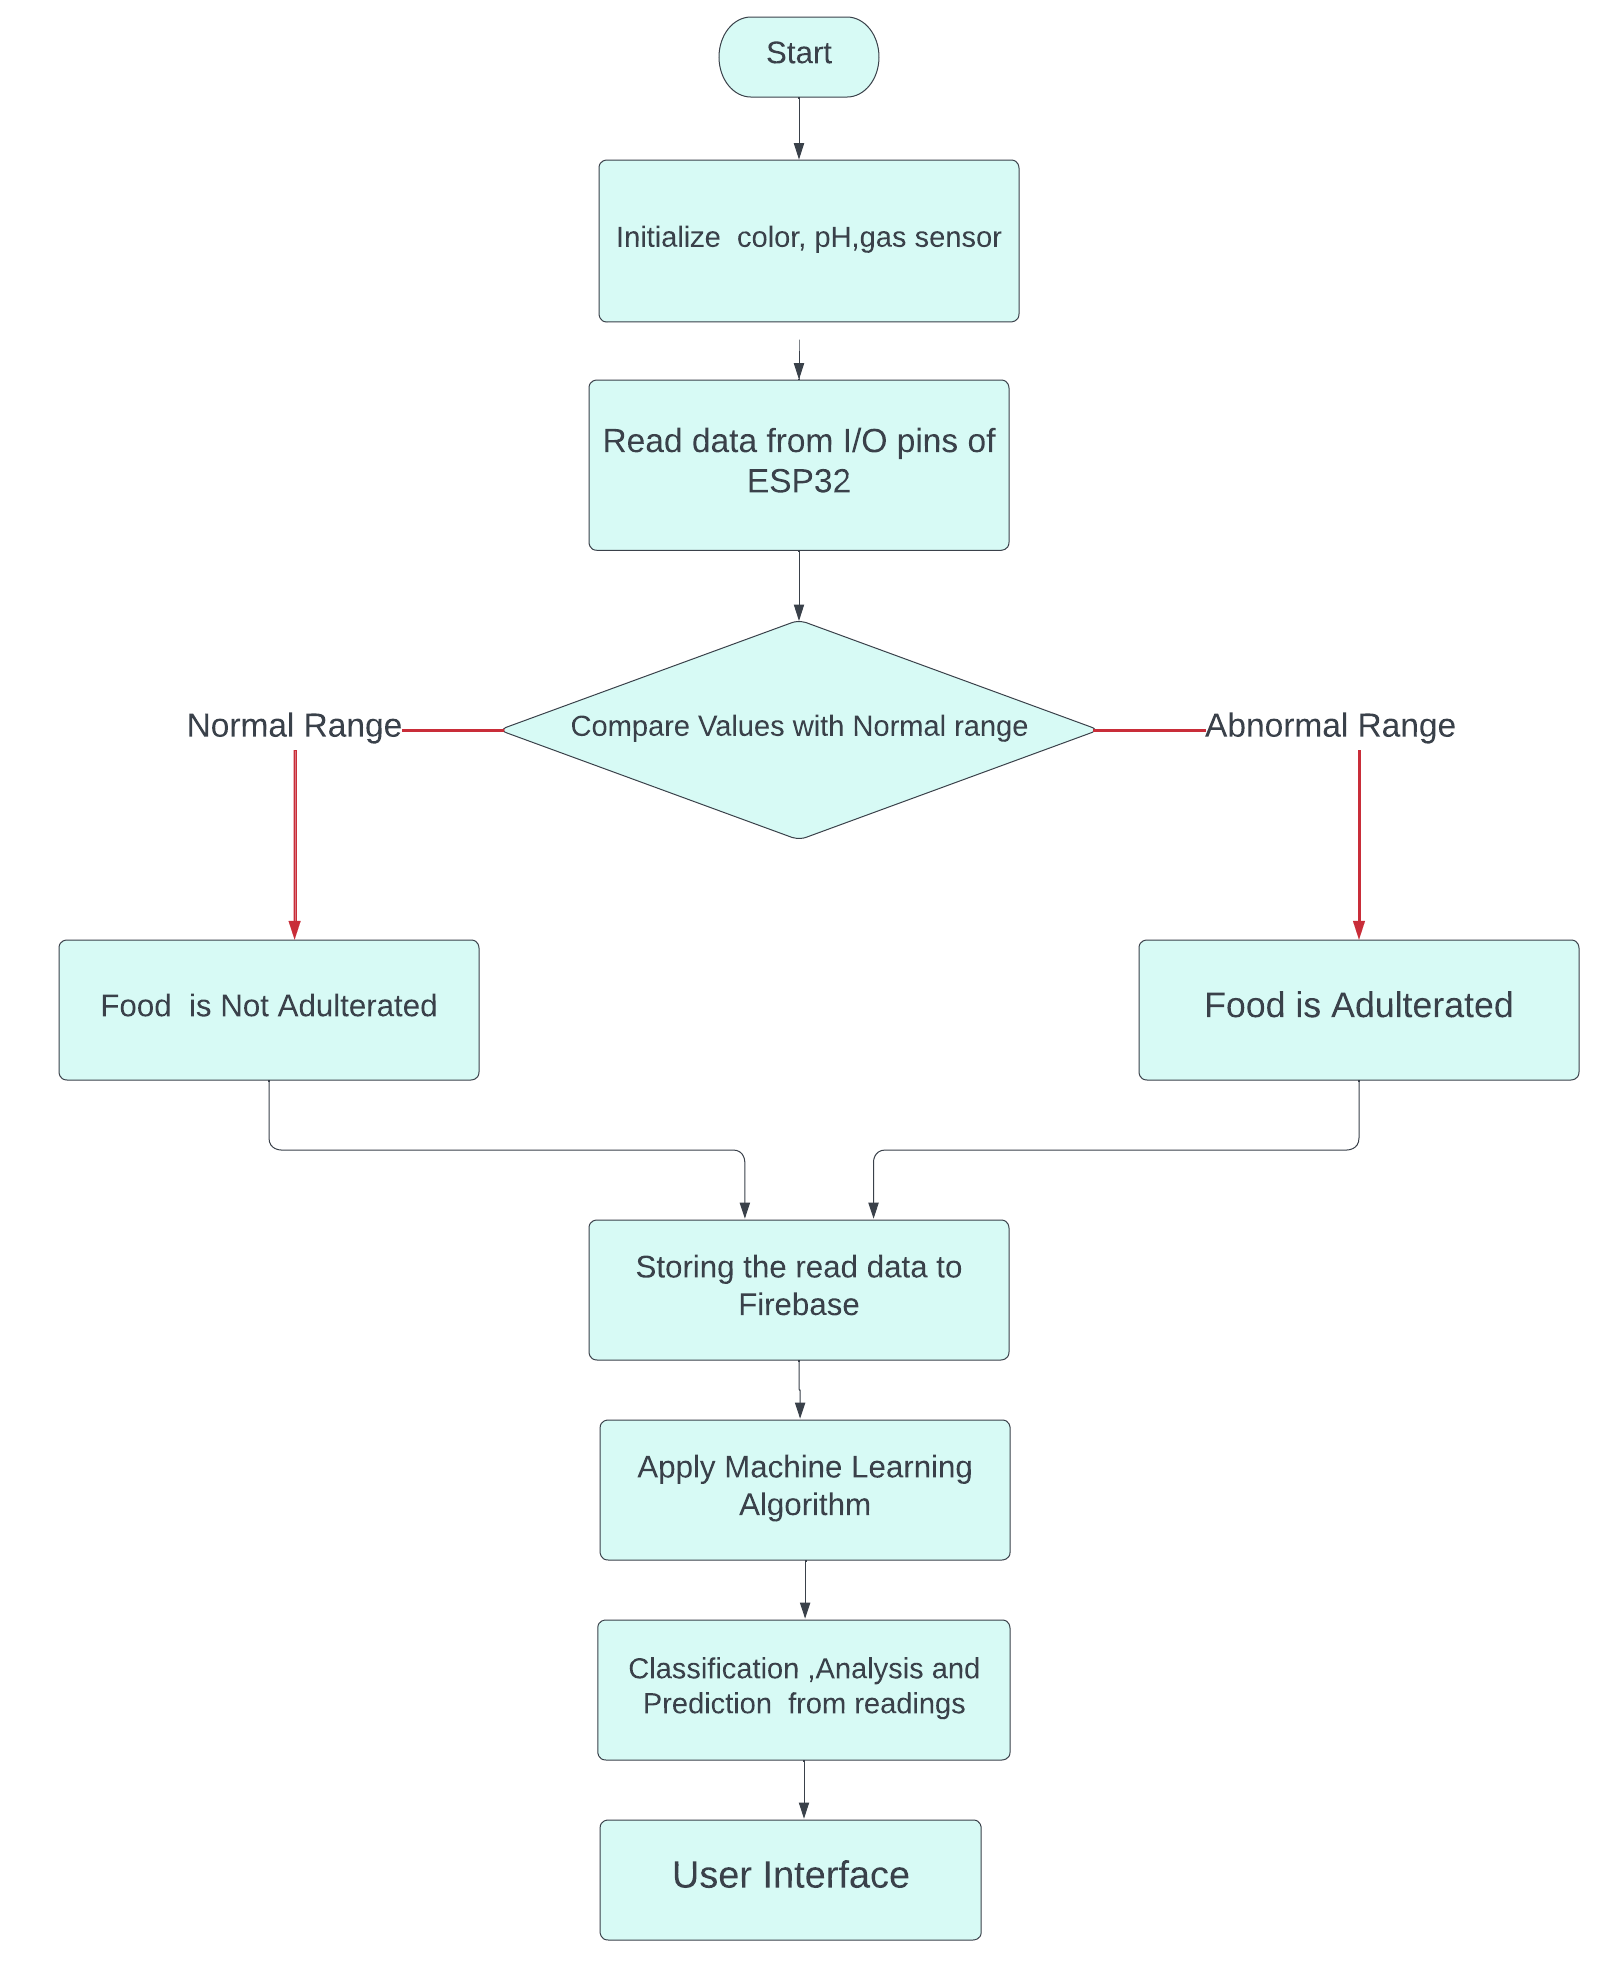 Start
Initialize  color, pH,gas sensor
Read data from I/O pins of
ESP32
Normal Range
Compare Values with Normal range
Abnormal Range
Food  is Not Adulterated
Food is Adulterated
Storing the read data to
Firebase
Apply Machine Learning
Algorithm
Classification ,Analysis and
Prediction  from readings
User Interface